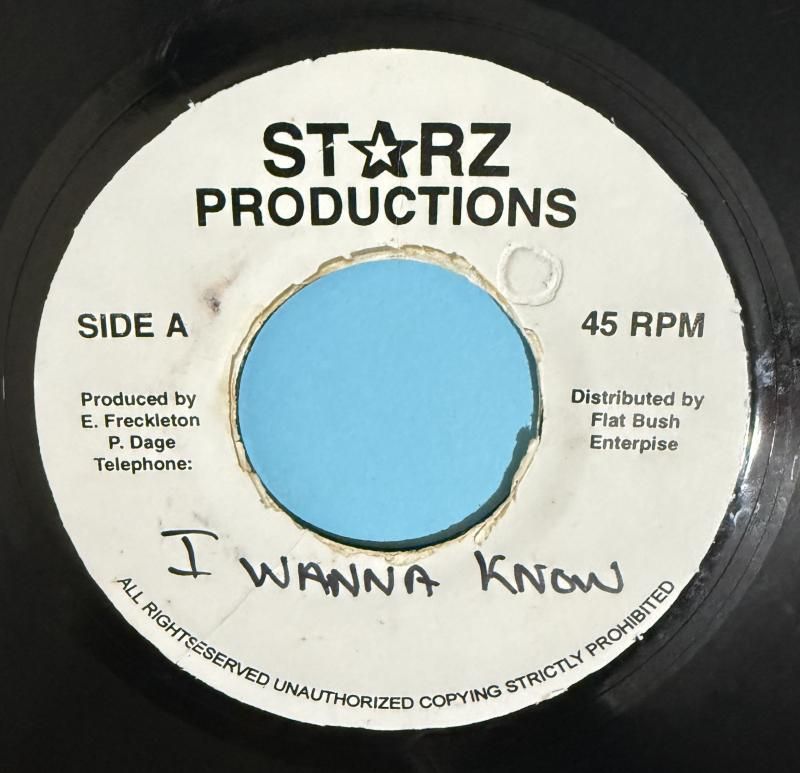 ST☆RZ
PRODUCTIONS
SIDE A
45 RPM
Produced by
E. Freckleton
P. Dage
Telephone:
Distributed by
Flat Bush
Enterpise
I WANNA KNOW
ALL RIGHTSESERVED UNAUTHORIZED COPYING STRICTLY PROHIBITED